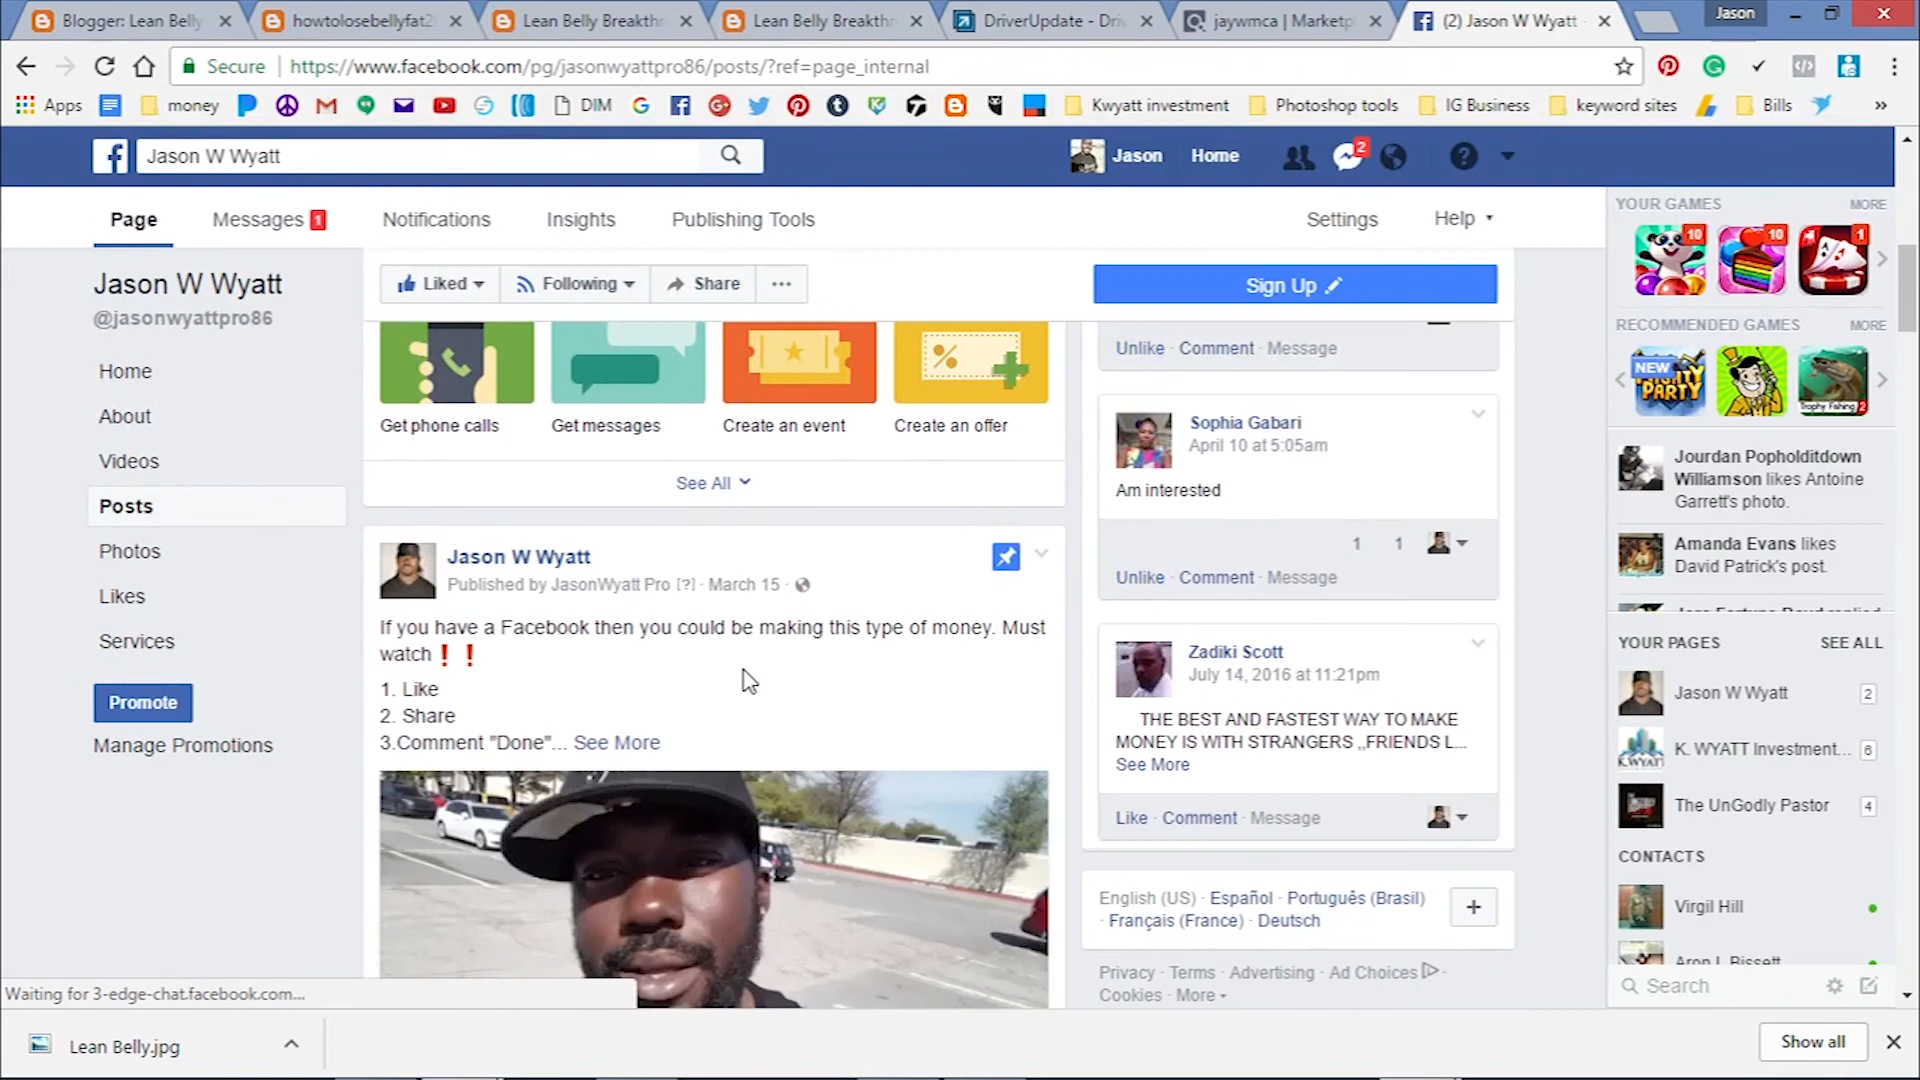 Blogger: Lean Belly
howtolosebellyfat2
Lean Belly Breakthr
Lean Belly Breakthr
DriverUpdate - Driv
jaywmca | Marketp
(2) Jason W Wyatt
Jason
Secure
https://www.facebook.com/pg/jasonwyattpro86/posts/?ref=page_internal
Apps
money
DIM
Kwyatt investment
Photoshop tools
IG Business
keyword sites
Bills
Jason W Wyatt
Jason
Home
2
Page
Messages 1
Notifications
Insights
Publishing Tools
Settings
Help
Jason W Wyatt
@jasonwyattpro86
Home
About
Videos
Posts
Photos
Likes
Services
Promote
Manage Promotions
Liked
Following
Share
Sign Up
Get phone calls
Get messages
Create an event
Create an offer
See All
Jason W Wyatt
Published by JasonWyatt Pro [?] · March 15 ·
If you have a Facebook then you could be making this type of money. Must
watch❗❗
1. Like
2. Share
3.Comment "Done"... See More
Unlike · Comment · Message
Sophia Gabari
April 10 at 5:05am
Am interested
1 1
Unlike · Comment · Message
Zadiki Scott
July 14, 2016 at 11:21pm
THE BEST AND FASTEST WAY TO MAKE
MONEY IS WITH STRANGERS ,,FRIENDS L...
See More
Like · Comment · Message
English (US) · Español · Português (Brasil)
· Français (France) · Deutsch
Privacy · Terms · Advertising · Ad Choices ·
Cookies · More
YOUR GAMES
MORE
10
10
1
RECOMMENDED GAMES
MORE
NEW
PARTY
Trophy Fishing 2
Jourdan Popholditdown
Williamson likes Antoine
Garrett's photo.
Amanda Evans likes
David Patrick's post.
YOUR PAGES
SEE ALL
Jason W Wyatt
2
K. WYATT Investment...
6
The UnGodly Pastor
4
CONTACTS
Virgil Hill
Search
Waiting for 3-edge-chat.facebook.com...
Lean Belly.jpg
Show all